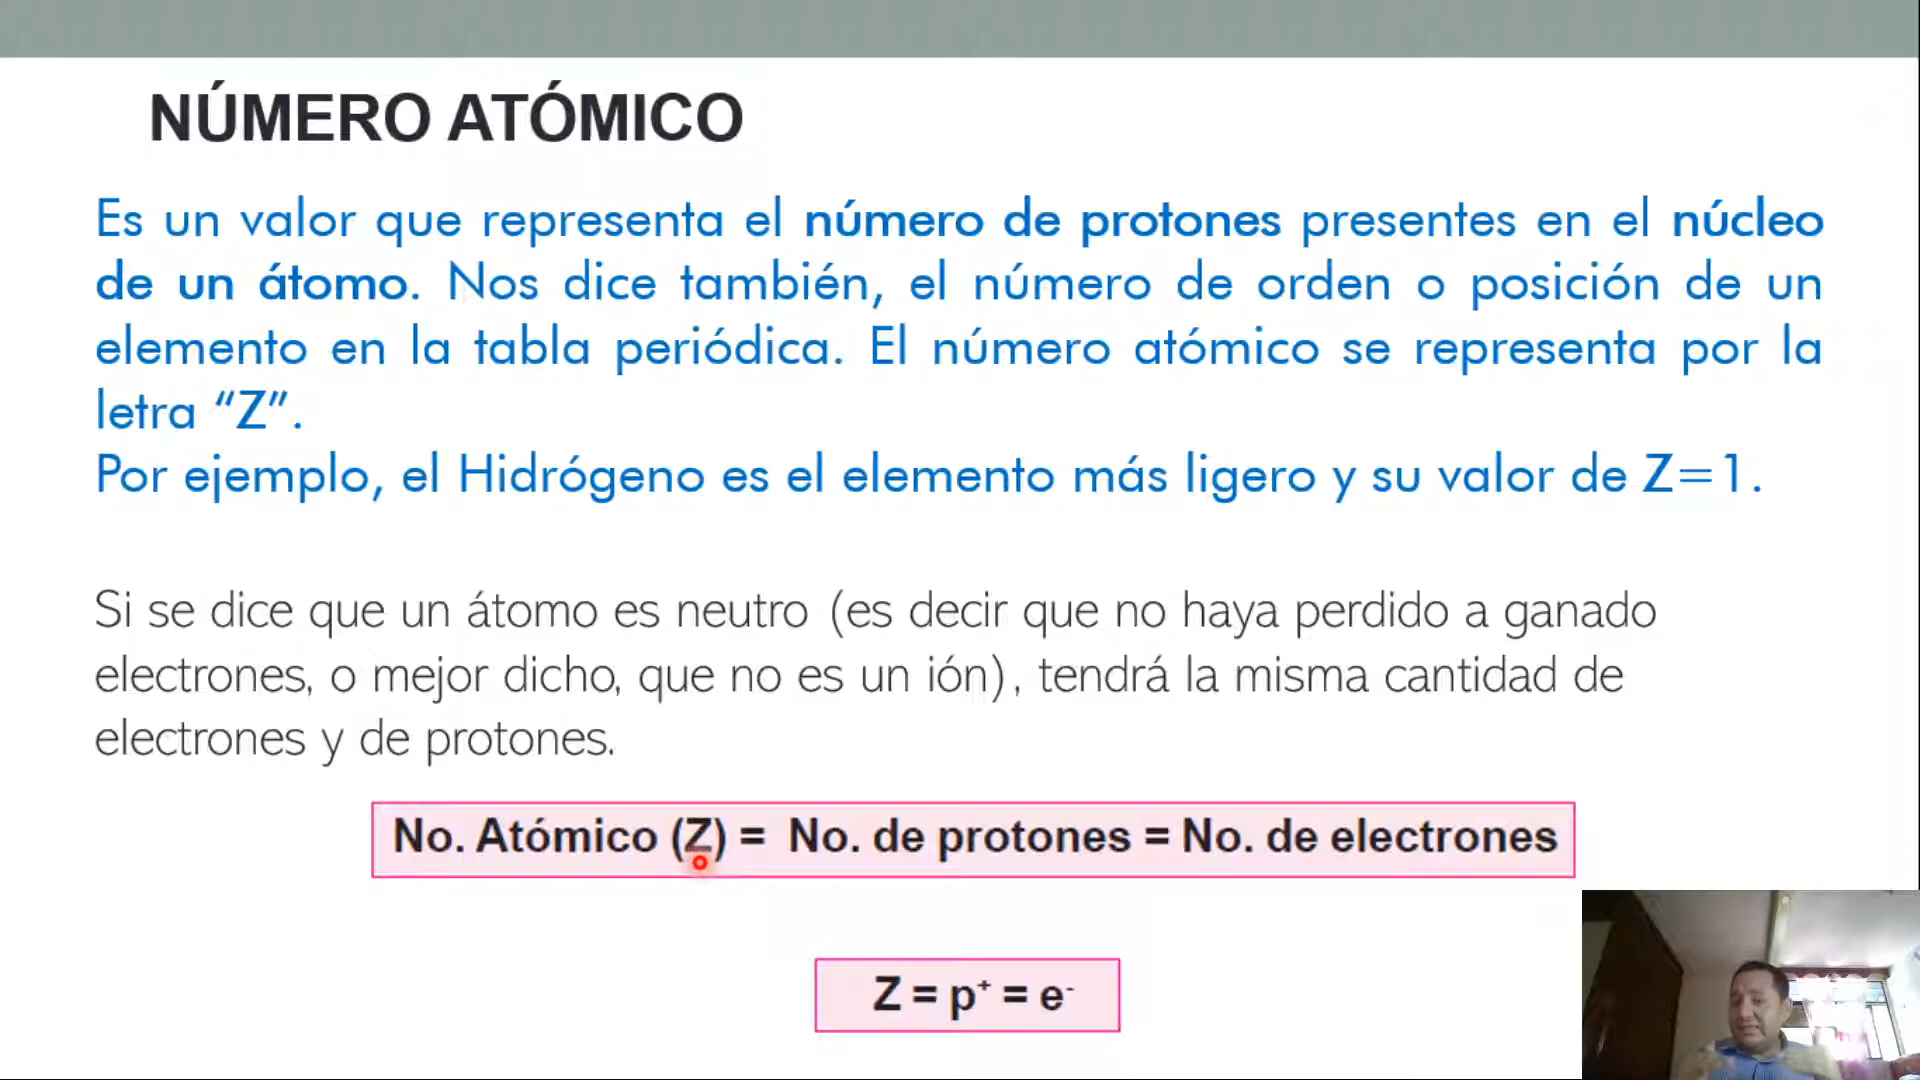 NÚMERO ATÓMICO
Es un valor que representa el número de protones presentes en el núcleo
de un átomo. Nos dice también, el número de orden o posición de un
elemento en la tabla periódica. El número atómico se representa por la
letra “Z”.
Por ejemplo, el Hidrógeno es el elemento más ligero y su valor de Z=1.
Si se dice que un átomo es neutro (es decir que no haya perdido a ganado
electrones, o mejor dicho, que no es un ión), tendrá la misma cantidad de
electrones y de protones.
No. Atómico (Z) = No. de protones = No. de electrones
Z = p⁺ = e⁻